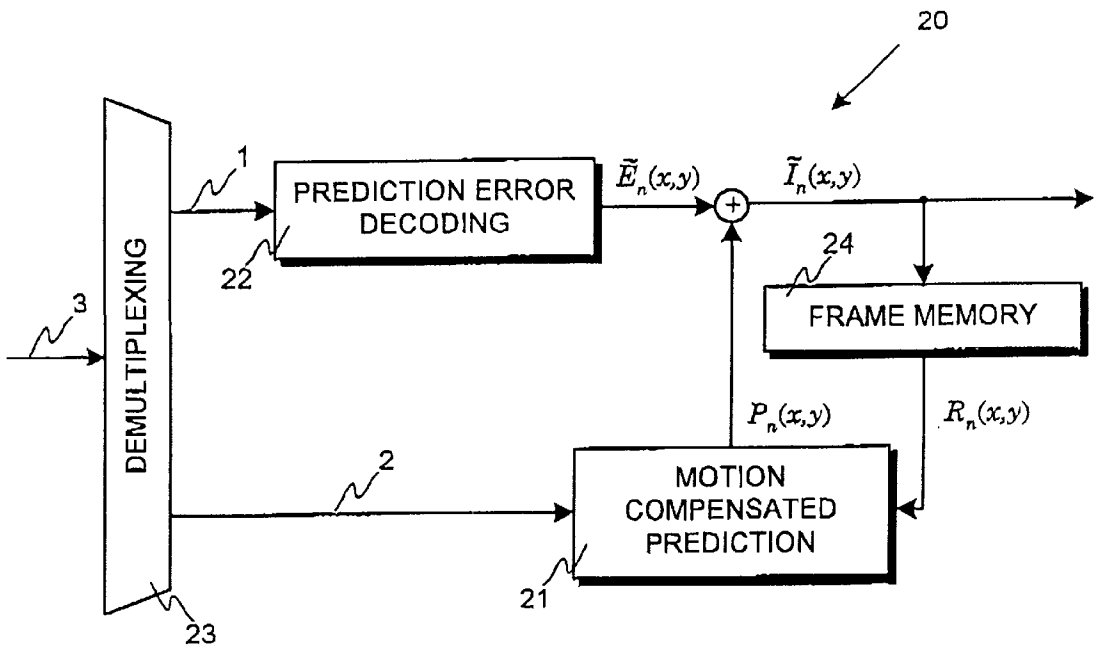 20
1
PREDICTION ERROR
DECODING
22
Ẽn(x,y)
+
Ĩn(x,y)
24
FRAME MEMORY
3
DEMULTIPLEXING
Pn(x,y)
Rn(x,y)
2
MOTION
COMPENSATED
PREDICTION
21
23